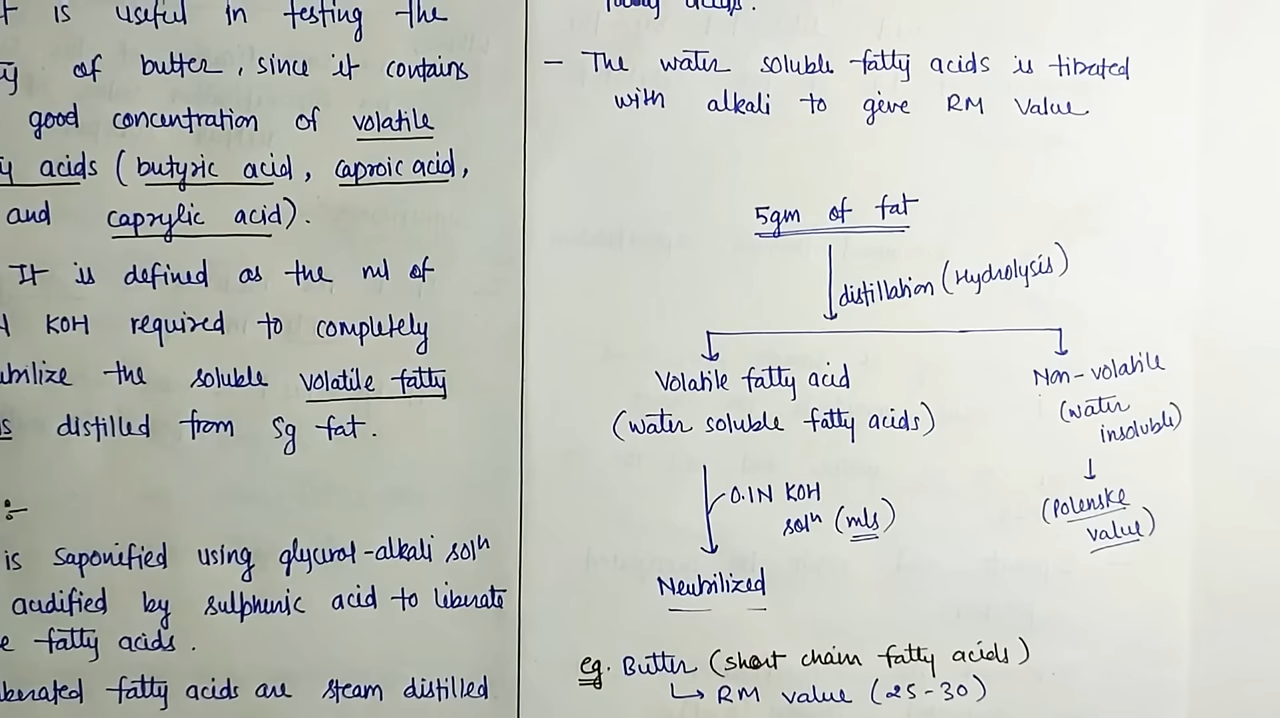 is useful in testing the
of butter, since it contains
good concentration of volatile
acids (butyric acid, caproic acid,
and caprylic acid).
It is defined as the ml of
KOH required to completely
the soluble volatile fatty
distilled from 5g fat.
:-
is saponified using glycerol-alkali solⁿ
acidified by sulphuric acid to liberate
fatty acids.
fatty acids are steam distilled
- The water soluble fatty acids is titrated
with alkali to give RM Value
5gm of fat
distillation (Hydrolysis)
Volatile fatty acid
(water soluble fatty acids)
Non-volatile
(water
insoluble)
0.1N KOH
solⁿ (mls)
(Polenske
value)
Neutrilized
eg. Butter (short chain fatty acids)
↳ RM value (25-30)